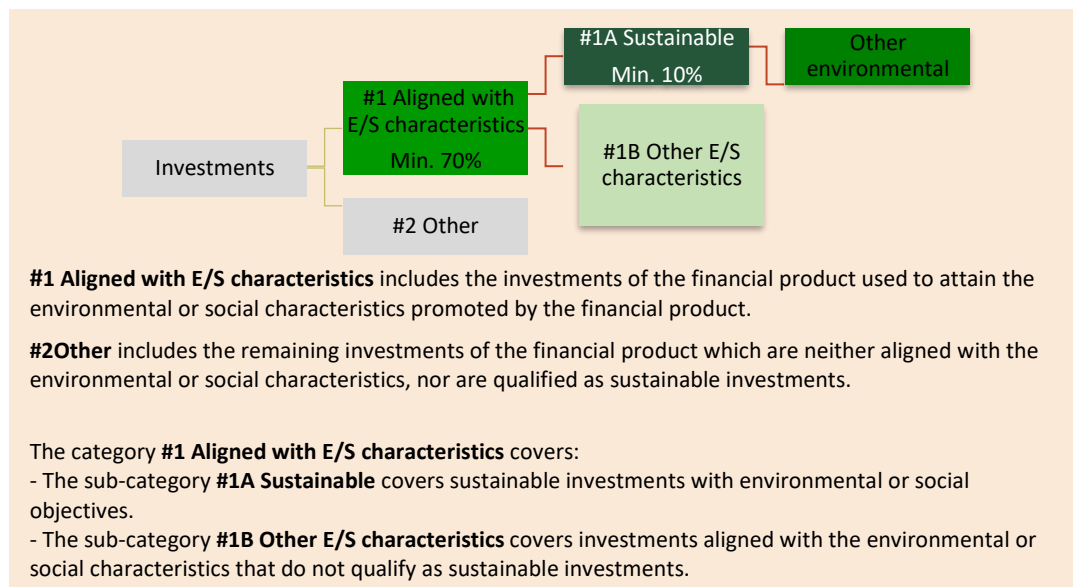 #1A Sustainable
Min. 10%
Other
environmental
#1 Aligned with
E/S characteristics
Min. 70%
#1B Other E/S
characteristics
Investments
#2 Other
#1 Aligned with E/S characteristics includes the investments of the financial product used to attain the
environmental or social characteristics promoted by the financial product.
#2Other includes the remaining investments of the financial product which are neither aligned with the
environmental or social characteristics, nor are qualified as sustainable investments.
The category #1 Aligned with E/S characteristics covers:
- The sub-category #1A Sustainable covers sustainable investments with environmental or social
objectives.
- The sub-category #1B Other E/S characteristics covers investments aligned with the environmental or
social characteristics that do not qualify as sustainable investments.